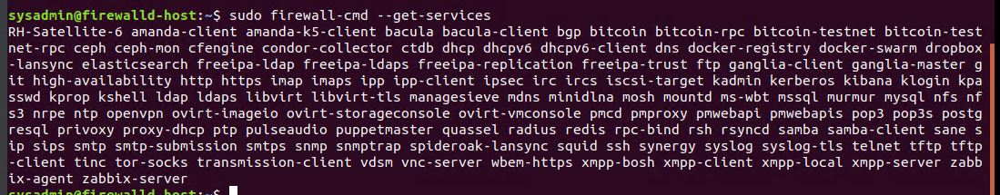 sysadmin@firewalld-host:~$ sudo firewall-cmd --get-services
RH-Satellite-6 amanda-client amanda-k5-client bacula bacula-client bgp bitcoin bitcoin-rpc bitcoin-testnet bitcoin-test
net-rpc ceph ceph-mon cfengine condor-collector ctdb dhcp dhcpv6 dhcpv6-client dns docker-registry docker-swarm dropbox
-lansync elasticsearch freeipa-ldap freeipa-ldaps freeipa-replication freeipa-trust ftp ganglia-client ganglia-master g
it high-availability http https imap imaps ipp ipp-client ipsec irc ircs iscsi-target kadmin kerberos kibana klogin kpa
sswd kprop kshell ldap ldaps libvirt libvirt-tls managesieve mdns minidlna mosh mountd ms-wbt mssql murmur mysql nfs nf
s3 nrpe ntp openvpn ovirt-imageio ovirt-storageconsole ovirt-vmconsole pmcd pmproxy pmwebapi pmwebapis pop3 pop3s postg
resql privoxy proxy-dhcp ptp pulseaudio puppetmaster quassel radius redis rpc-bind rsh rsyncd samba samba-client sane s
ip sips smtp smtp-submission smtps snmp snmptrap spideroak-lansync squid ssh synergy syslog syslog-tls telnet tftp tftp
-client tinc tor-socks transmission-client vdsm vnc-server wbem-https xmpp-bosh xmpp-client xmpp-local xmpp-server zabb
ix-agent zabbix-server
sysadmin@firewalld-host:~$